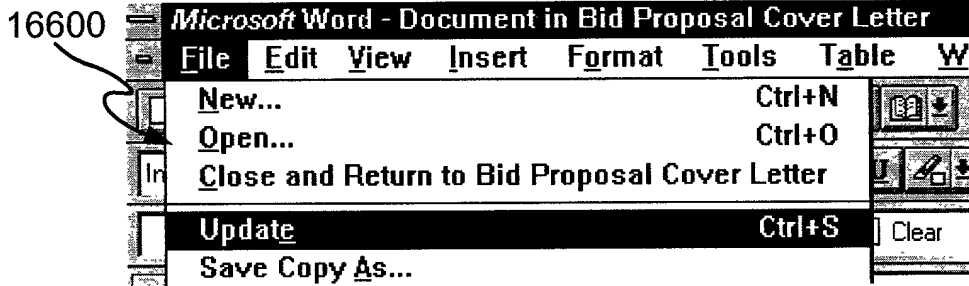 16600
Microsoft Word - Document in Bid Proposal Cover Letter
File Edit View Insert Format Tools Table W
New... Ctrl+N
Open... Ctrl+O
In
Close and Return to Bid Proposal Cover Letter
U
Update Ctrl+S
Clear
Save Copy As...